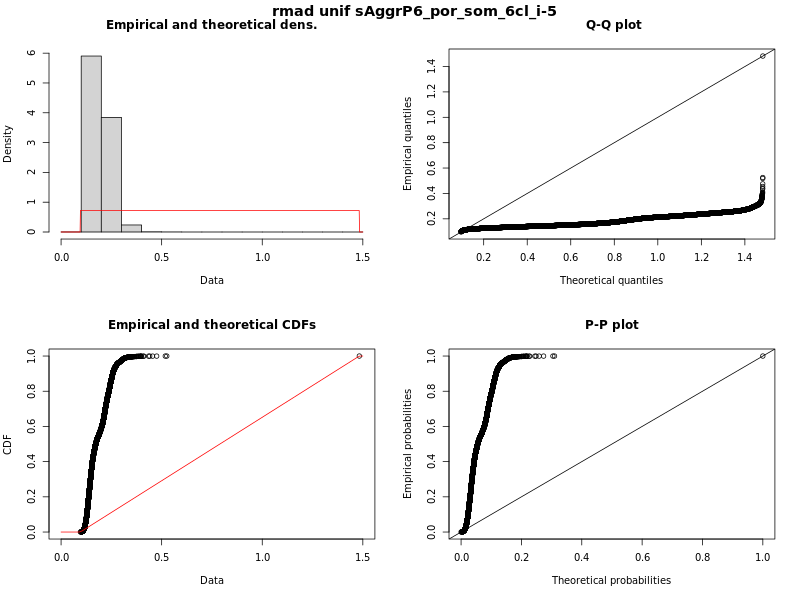 rmad unif sAggrP6_por_som_6cl_i-5
Empirical and theoretical dens.
Density
0 1 2 3 4 5 6
0.0 0.5 1.0 1.5
Data
Q-Q plot
Empirical quantiles
0.2 0.4 0.6 0.8 1.0 1.2 1.4
0.2 0.4 0.6 0.8 1.0 1.2 1.4
Theoretical quantiles
Empirical and theoretical CDFs
CDF
0.0 0.2 0.4 0.6 0.8 1.0
0.0 0.5 1.0 1.5
Data
P-P plot
Empirical probabilities
0.0 0.2 0.4 0.6 0.8 1.0
0.0 0.2 0.4 0.6 0.8 1.0
Theoretical probabilities